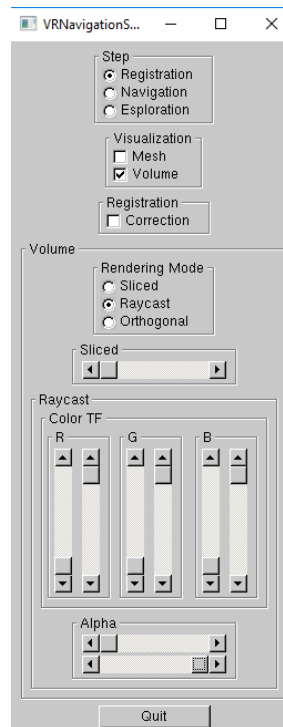 VRNavigationS...
Step
Registration
Navigation
Esploration
Visualization
Mesh
Volume
Registration
Correction
Volume
Rendering Mode
Sliced
Raycast
Orthogonal
Sliced
Raycast
Color TF
R G B
Alpha
Quit